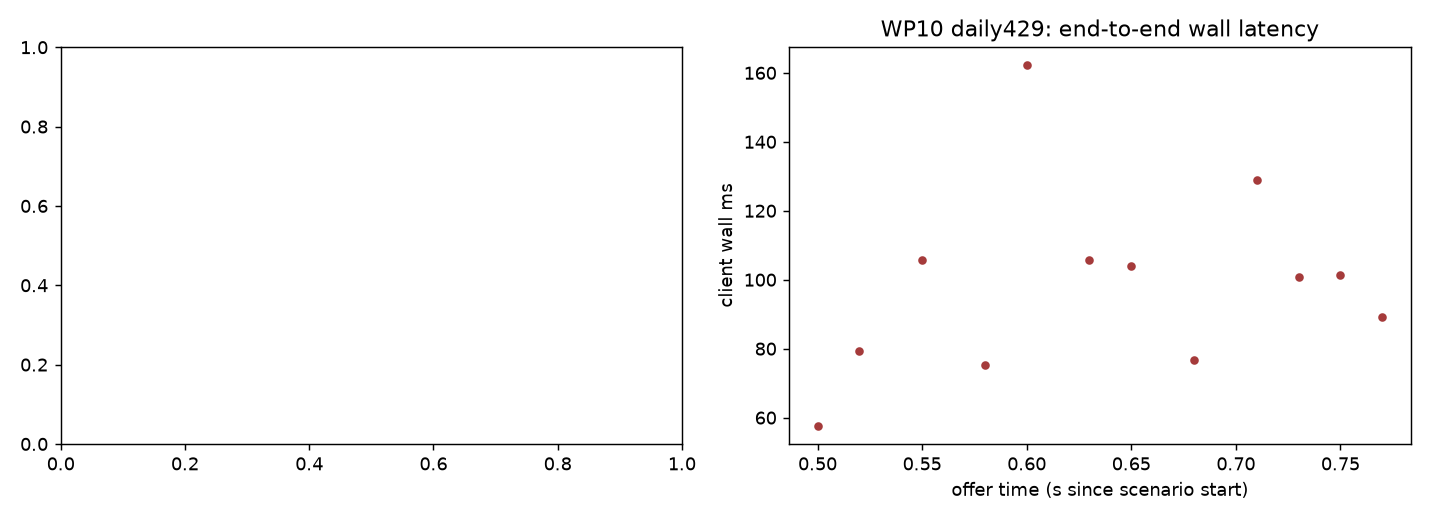 1.0
0.8
0.6
0.4
0.2
0.0
0.0 0.2 0.4 0.6 0.8 1.0
WP10 daily429: end-to-end wall latency
client wall ms
160
140
120
100
80
60
0.50 0.55 0.60 0.65 0.70 0.75
offer time (s since scenario start)